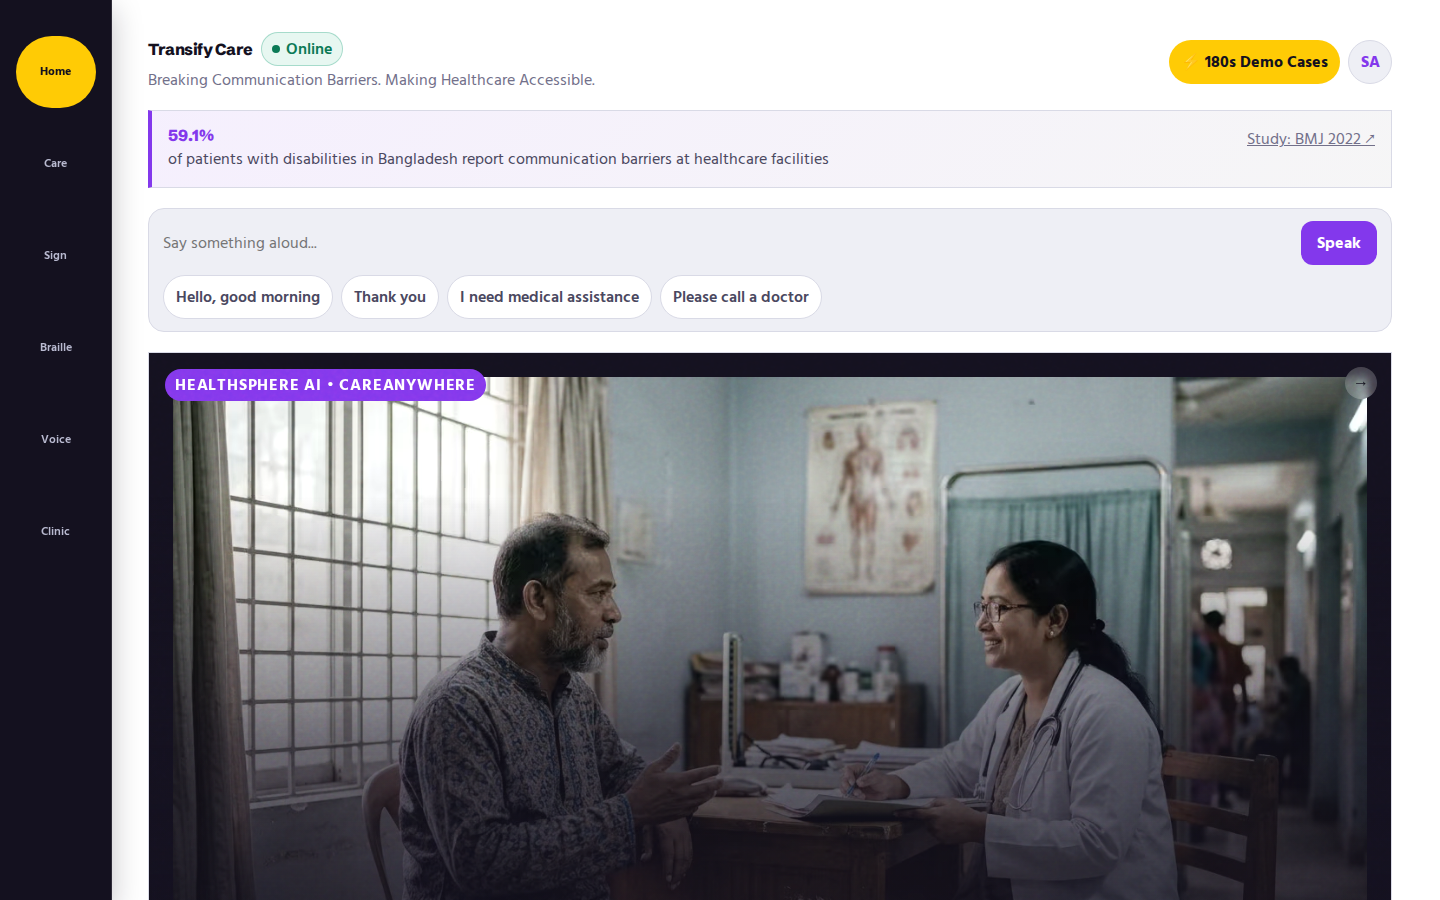 Home
Care
Sign
Braille
Voice
Clinic
Transify Care
Online
Breaking Communication Barriers. Making Healthcare Accessible.
⚡ 180s Demo Cases
SA
59.1%
of patients with disabilities in Bangladesh report communication barriers at healthcare facilities
Study: BMJ 2022 ↗
Say something aloud...
Speak
Hello, good morning
Thank you
I need medical assistance
Please call a doctor
HEALTHSPHERE AI • CAREANYWHERE
→